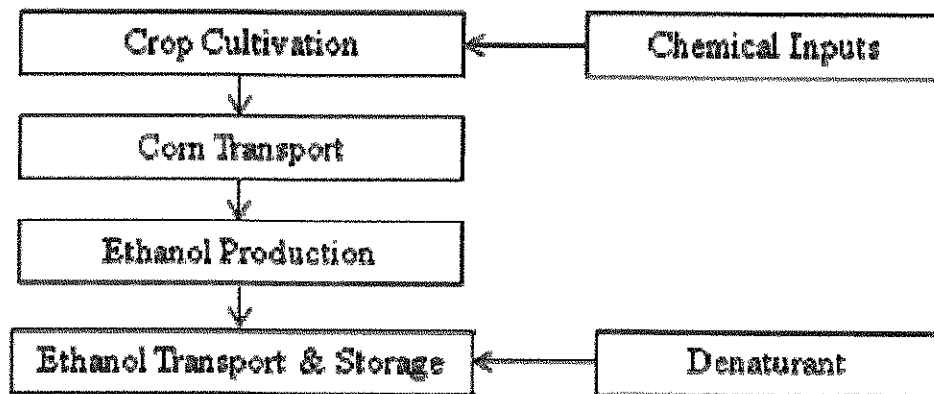 Crop Cultivation
Chemical Inputs
Corn Transport
Ethanol Production
Ethanol Transport & Storage
Denaturant